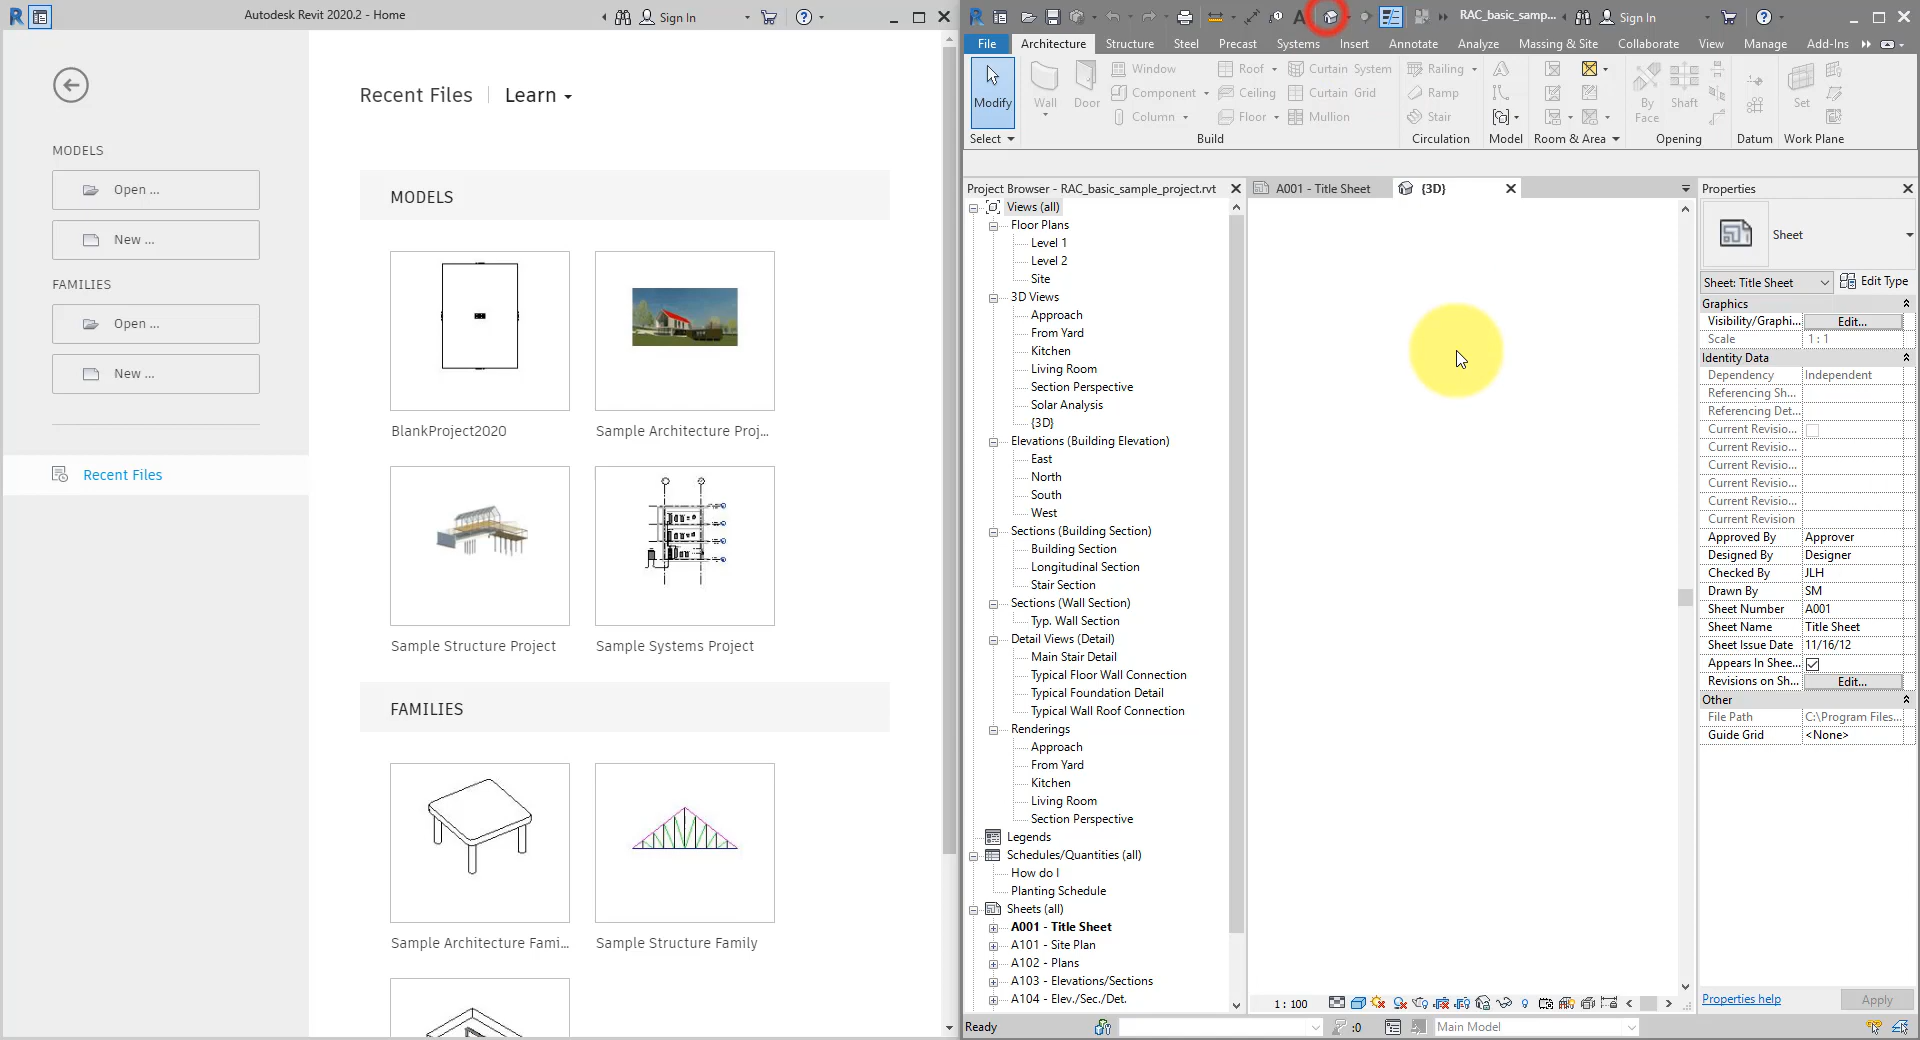 Autodesk Revit 2020.2 - Home
Sign In
Recent Files
Learn
MODELS
Open ...
New ...
FAMILIES
Open ...
New ...
Recent Files
MODELS
BlankProject2020
Sample Architecture Proj...
Sample Structure Project
Sample Systems Project
FAMILIES
Sample Architecture Fami...
Sample Structure Family
RAC_basic_samp...
Sign In
File
Architecture
Structure
Steel
Precast
Systems
Insert
Annotate
Analyze
Massing & Site
Collaborate
View
Manage
Add-Ins
Modify
Wall
Door
Window
Component
Column
Roof
Ceiling
Floor
Curtain System
Curtain Grid
Mullion
Railing
Ramp
Stair
By Face
Shaft
Set
Select
Build
Circulation
Model
Room & Area
Opening
Datum
Work Plane
Project Browser - RAC_basic_sample_project.rvt
Views (all)
Floor Plans
Level 1
Level 2
Site
3D Views
Approach
From Yard
Kitchen
Living Room
Section Perspective
Solar Analysis
{3D}
Elevations (Building Elevation)
East
North
South
West
Sections (Building Section)
Building Section
Longitudinal Section
Stair Section
Sections (Wall Section)
Typ. Wall Section
Detail Views (Detail)
Main Stair Detail
Typical Floor Wall Connection
Typical Foundation Detail
Typical Wall Roof Connection
Renderings
Approach
From Yard
Kitchen
Living Room
Section Perspective
Legends
Schedules/Quantities (all)
How do I
Planting Schedule
Sheets (all)
A001 - Title Sheet
A101 - Site Plan
A102 - Plans
A103 - Elevations/Sections
A104 - Elev./Sec./Det.
A001 - Title Sheet
{3D}
1 : 100
Properties
Sheet
Sheet: Title Sheet
Edit Type
Graphics
Visibility/Graphi... Edit...
Scale 1 : 1
Identity Data
Dependency Independent
Referencing Sh...
Referencing Det...
Current Revisio...
Current Revisio...
Current Revisio...
Current Revisio...
Current Revisio...
Current Revision
Approved By Approver
Designed By Designer
Checked By JLH
Drawn By SM
Sheet Number A001
Sheet Name Title Sheet
Sheet Issue Date 11/16/12
Appears In Shee...
Revisions on Sh... Edit...
Other
File Path C:\Program Files...
Guide Grid <None>
Properties help
Apply
Ready
:0
Main Model